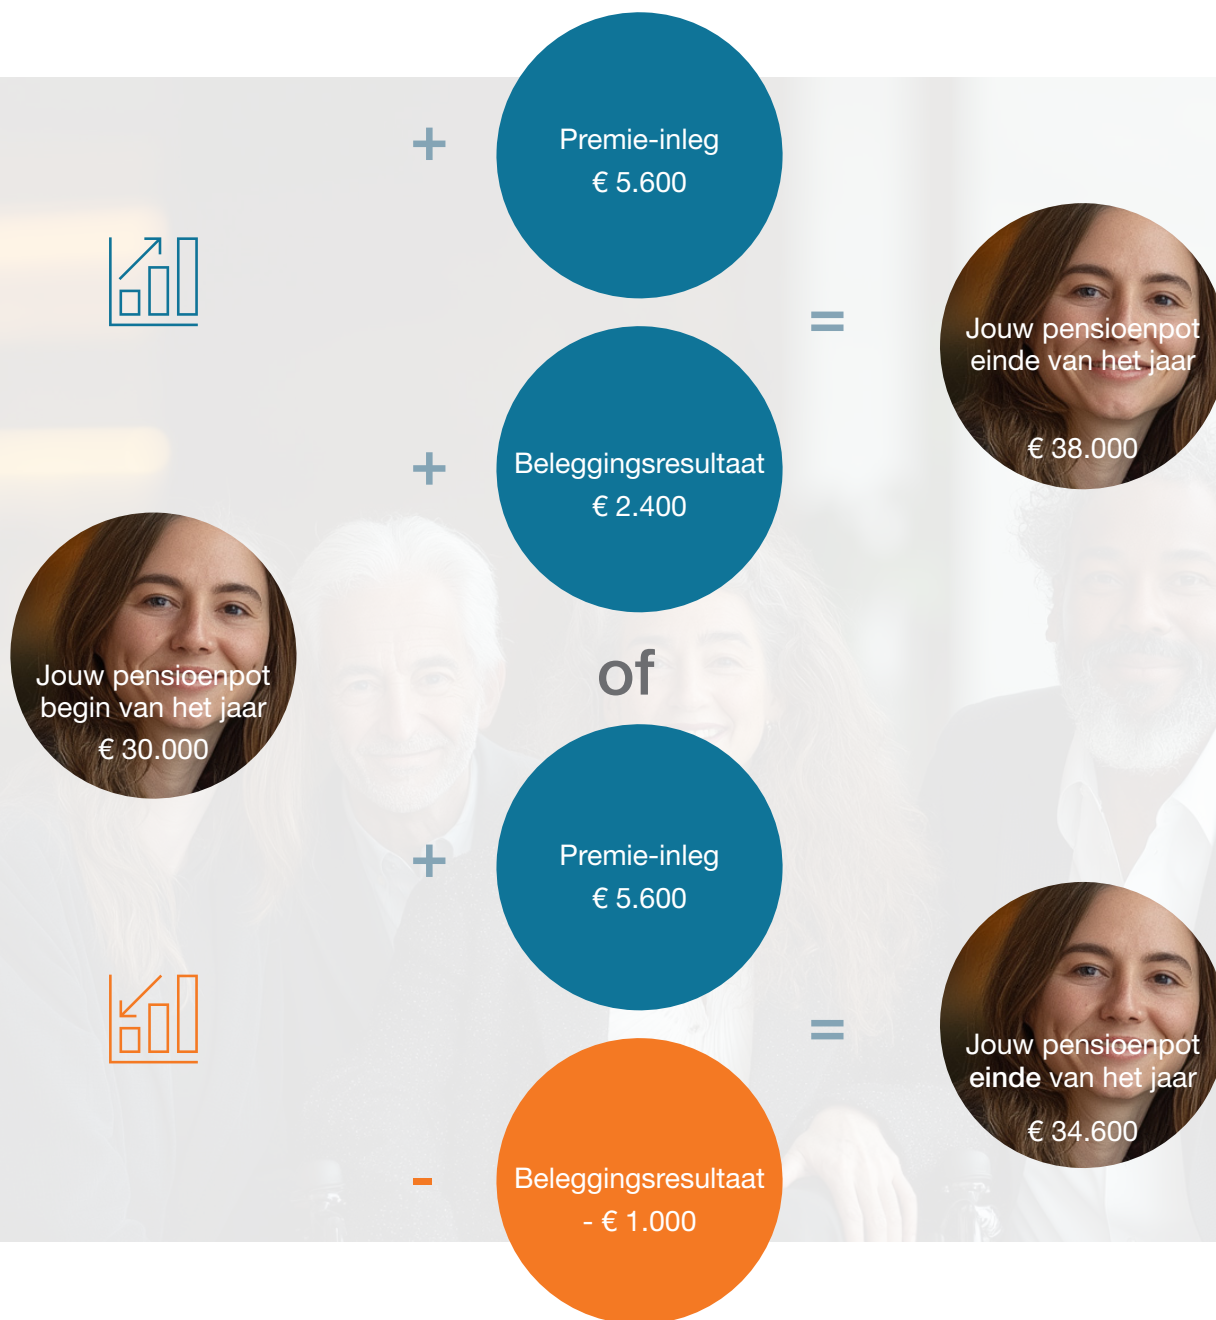 +
Premie-inleg
€ 5.600
=
Jouw pensioenpot
einde van het jaar
€ 38.000
+
Beleggingsresultaat
€ 2.400
Jouw pensioenpot
begin van het jaar
€ 30.000
of
+
Premie-inleg
€ 5.600
=
Jouw pensioenpot
einde van het jaar
€ 34.600
-
Beleggingsresultaat
- € 1.000